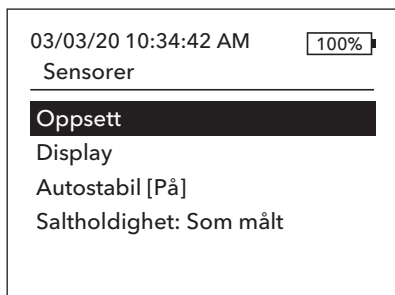 03/03/20 10:34:42 AM 100%
Sensorer
Oppsett
Display
Autostabil [På]
Saltholdighet: Som målt